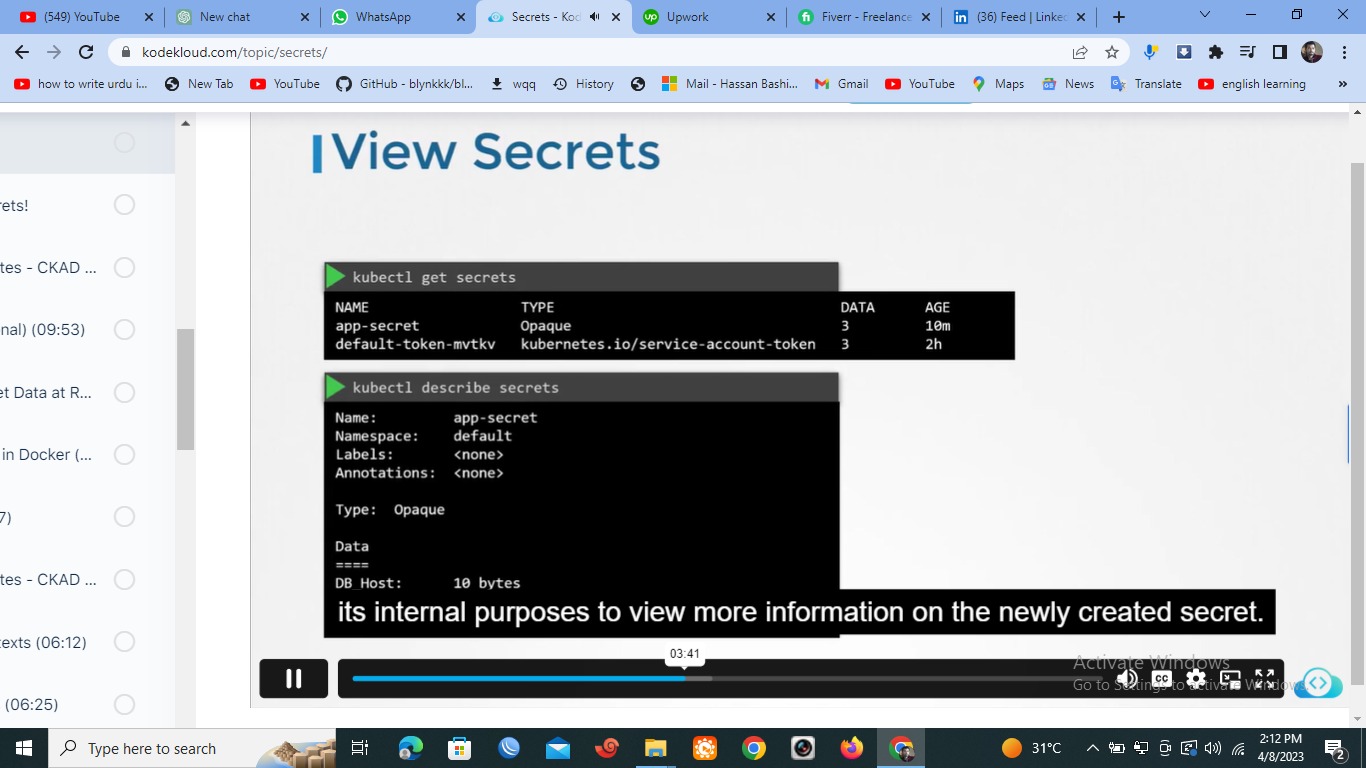 (3) YouTube
New chat
WhatsApp
Secrets - Kod
Upwork
Fiverr - Freelance
(36) Feed | Linke
kodekloud.com/topic/secrets/
how to write urdu i...
New Tab
YouTube
GitHub - blynkkk/bl...
wqq
History
Mail - Hassan Bashi...
Gmail
YouTube
Maps
News
Translate
english learning
»
rets!
tes - CKAD ...
nal) (09:53)
et Data at R...
in Docker (...
7)
tes - CKAD ...
texts (06:12)
(06:25)
View Secrets
kubectl get secrets
NAME TYPE DATA AGE
app-secret Opaque 3 10m
default-token-mvtkv kubernetes.io/service-account-token 3 2h
kubectl describe secrets
Name: app-secret
Namespace: default
Labels: <none>
Annotations: <none>
Type: Opaque
Data
====
DB_Host: 10 bytes
its internal purposes to view more information on the newly created secret.
03:41
CC
Activate Windows
Go to Settings to activate Windows.
Type here to search
31°C
2:12 PM
4/8/2023
2